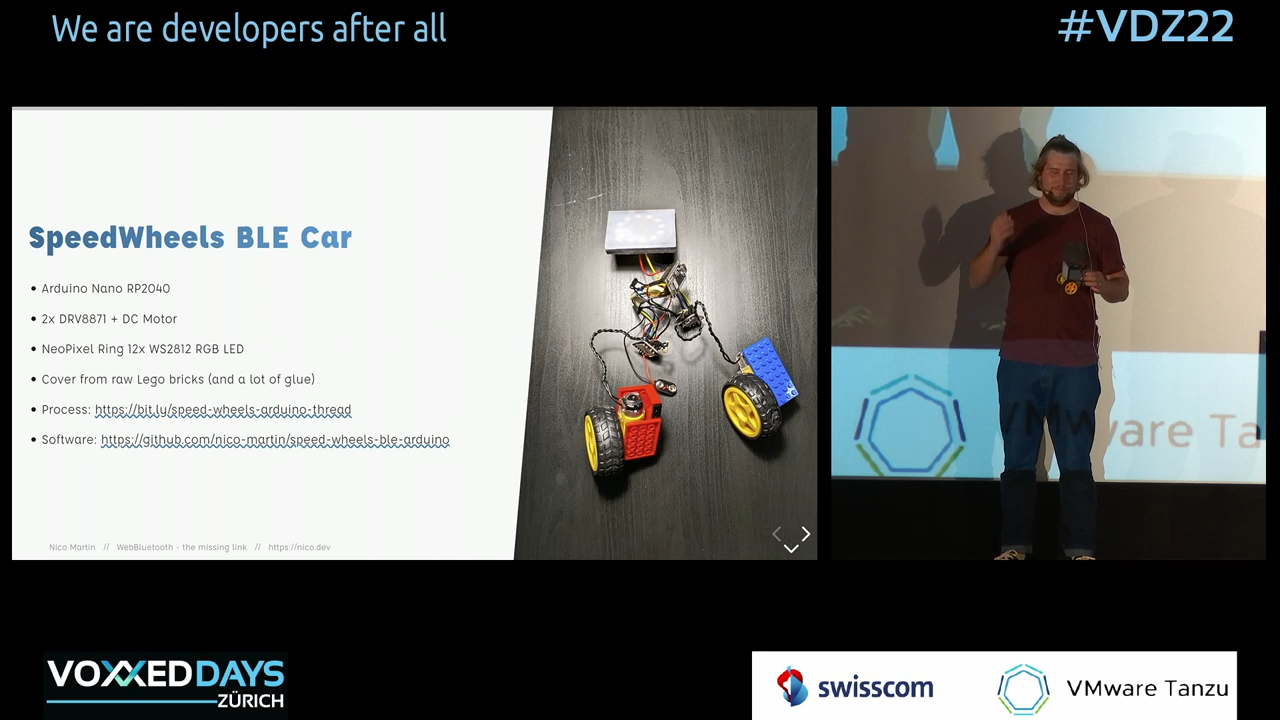 We are developers after all
#VDZ22
SpeedWheels BLE Car
• Arduino Nano RP2040
• 2x DRV8871 + DC Motor
• NeoPixel Ring 12x WS2812 RGB LED
• Cover from raw Lego bricks (and a lot of glue)
• Process: https://bit.ly/speed-wheels-arduino-thread
• Software: https://github.com/nico-martin/speed-wheels-ble-arduino
Nico Martin // WebBluetooth - the missing link // https://nico.dev
VMware Ta
VOXXED DAYS
ZÜRICH
swisscom
VMware Tanzu